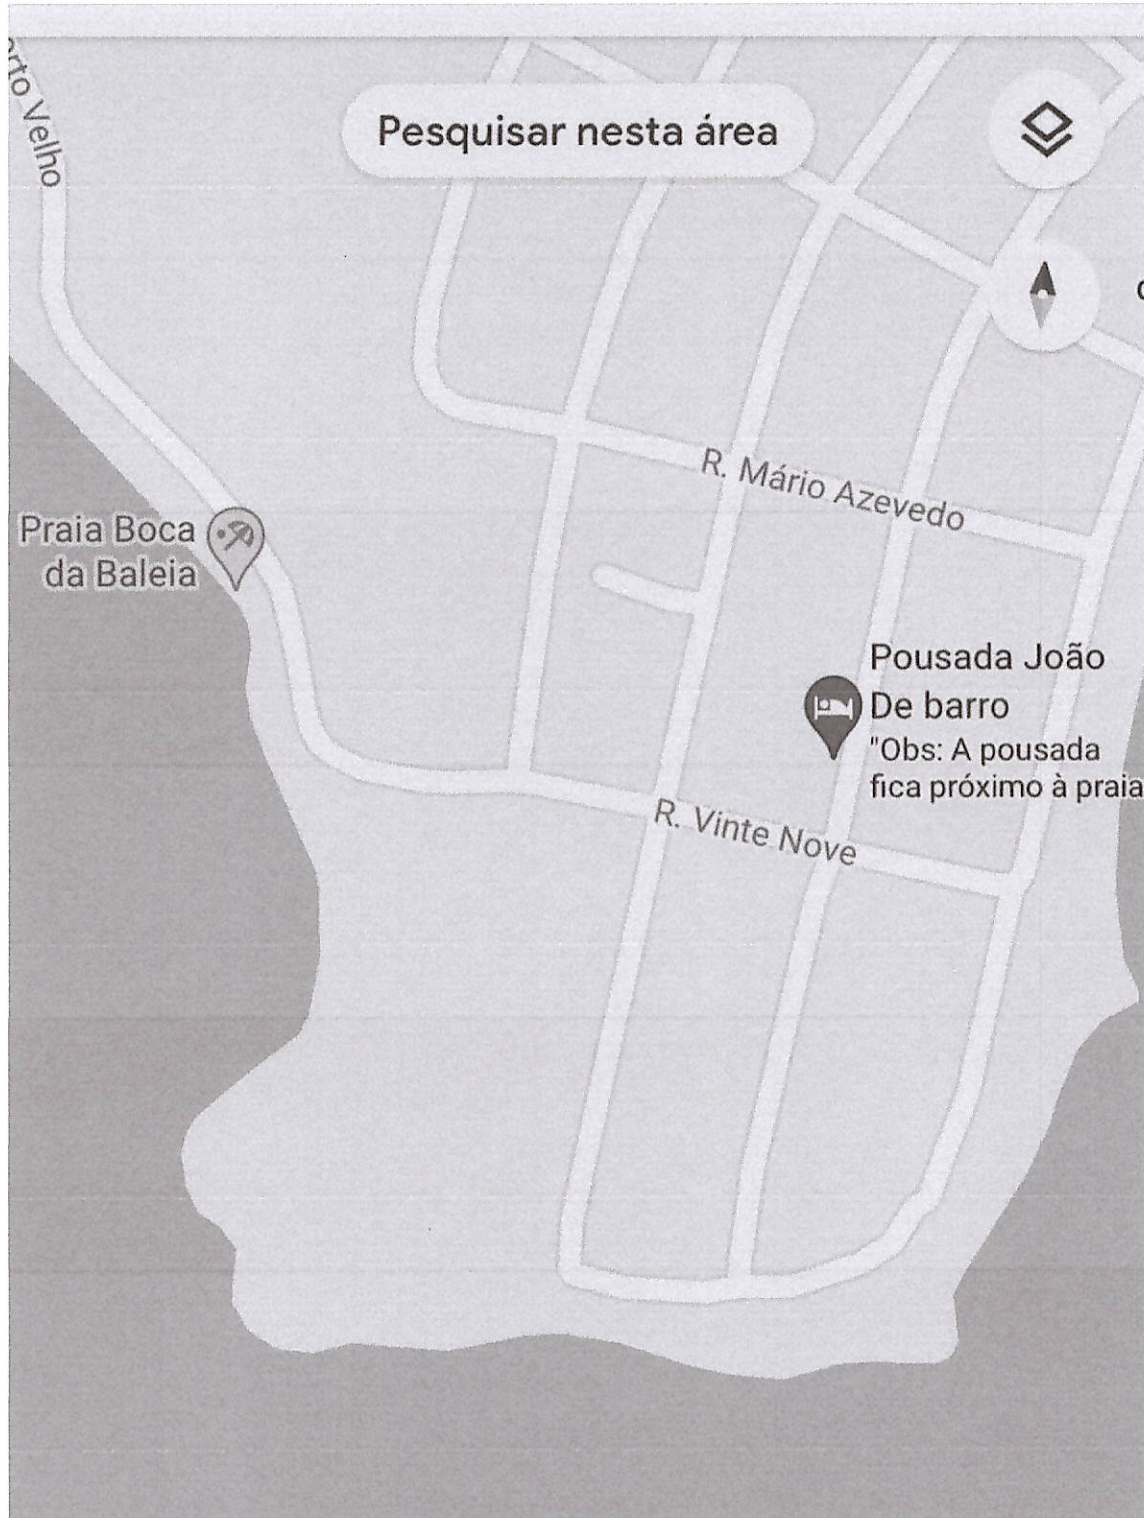 orto Velho
Pesquisar nesta área
R. Mário Azevedo
Praia Boca
da Baleia
Pousada João
De barro
"Obs: A pousada
fica próximo à praia
R. Vinte Nove